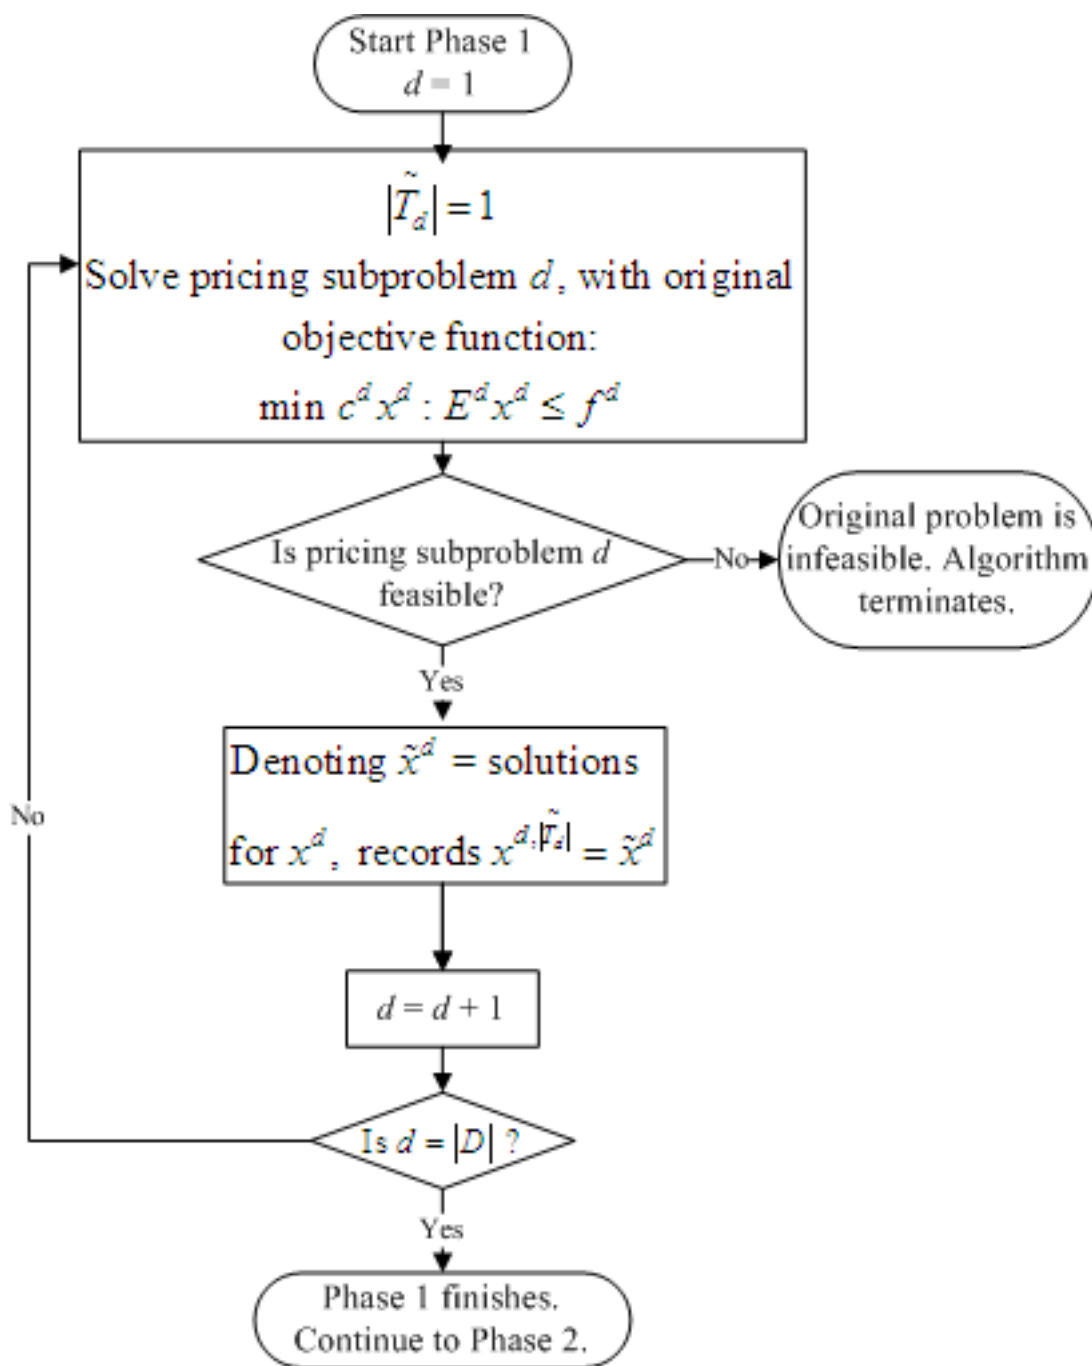 Start Phase 1
d = 1
|T̃_d| = 1
Solve pricing subproblem d, with original
objective function:
min c^d x^d : E^d x^d ≤ f^d
Is pricing subproblem d
feasible?
No
Original problem is
infeasible. Algorithm
terminates.
Yes
Denoting x̃^d = solutions
for x^d, records x^{d,|T̃_d|} = x̃^d
d = d + 1
Is d = |D| ?
No
Yes
Phase 1 finishes.
Continue to Phase 2.